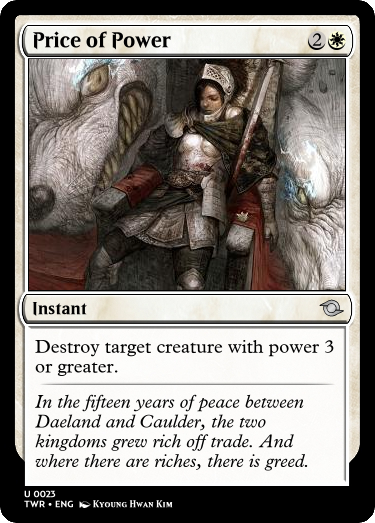 Price of Power 2
Instant
Destroy target creature with power 3
or greater.
In the fifteen years of peace between
Daeland and Caulder, the two
kingdoms grew rich off trade. And
where there are riches, there is greed.
U 0023
TWR • ENG Kyoung Hwan Kim